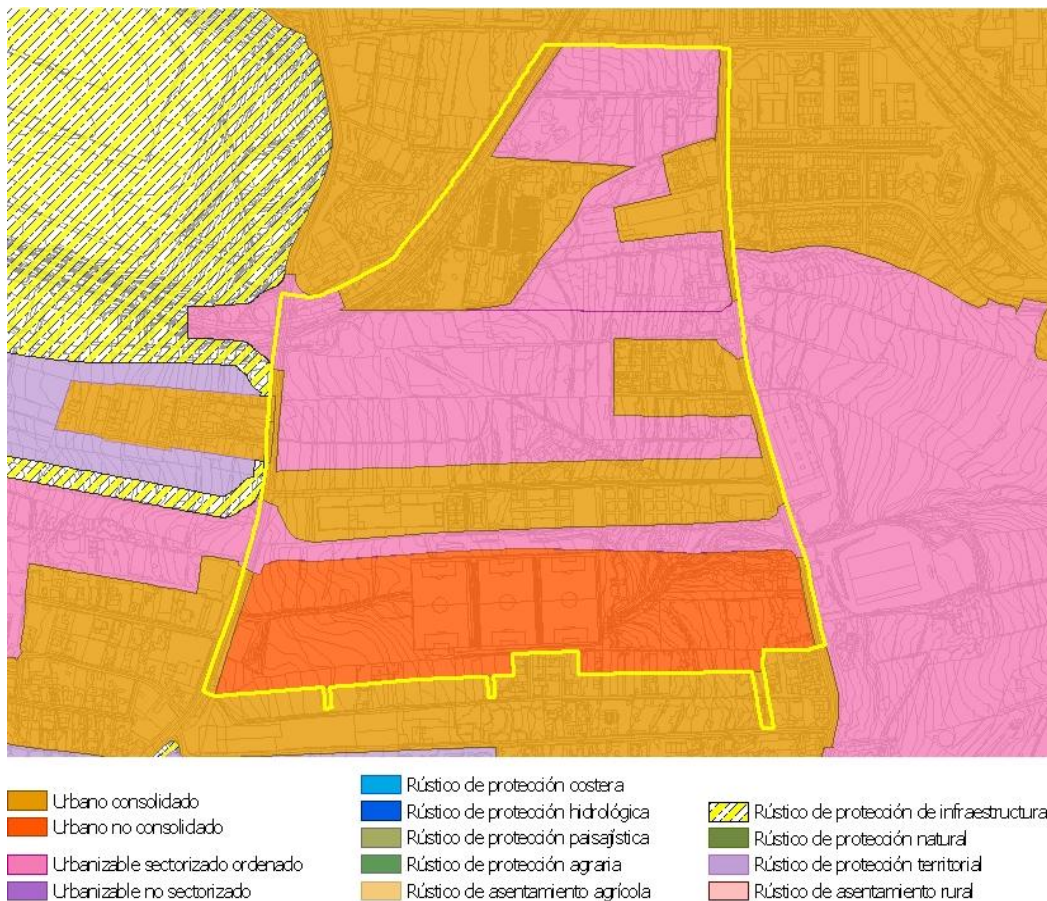 Urbano consolidado
Urbano no consolidado
Urbanizable sectorizado ordenado
Urbanizable no sectorizado
Rústico de protección costera
Rústico de protección hidrológica
Rústico de protección paisajística
Rústico de protección agraria
Rústico de asentamiento agrícola
Rústico de protección de infraestructura
Rústico de protección natural
Rústico de protección territorial
Rústico de asentamiento rural